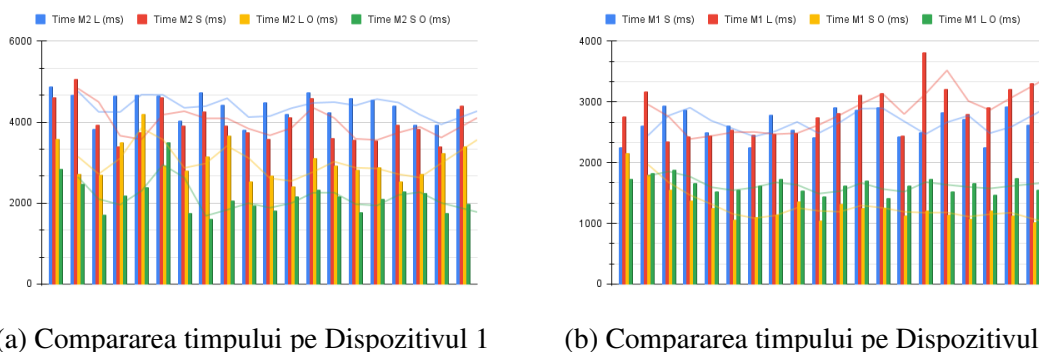 Time M2 L (ms) Time M2 S (ms) Time M2 L O (ms) Time M2 S O (ms)
6000
4000
2000
0
(a) Compararea timpului pe Dispozitivul 1
Time M1 S (ms) Time M1 L (ms) Time M1 S O (ms) Time M1 L O (ms)
4000
3000
2000
1000
0
(b) Compararea timpului pe Dispozitivul